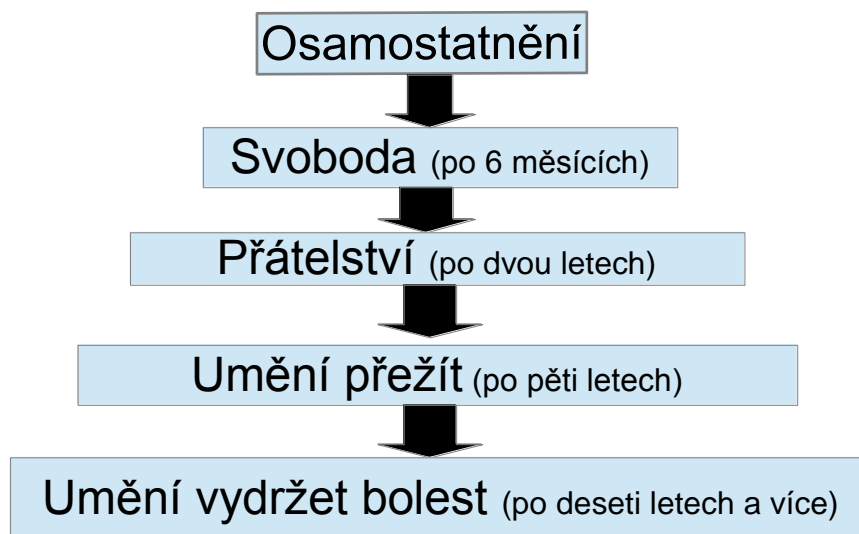 Osamostatnění
Svoboda (po 6 měsících)
Přátelství (po dvou letech)
Umění přežít (po pěti letech)
Umění vydržet bolest (po deseti letech a více)